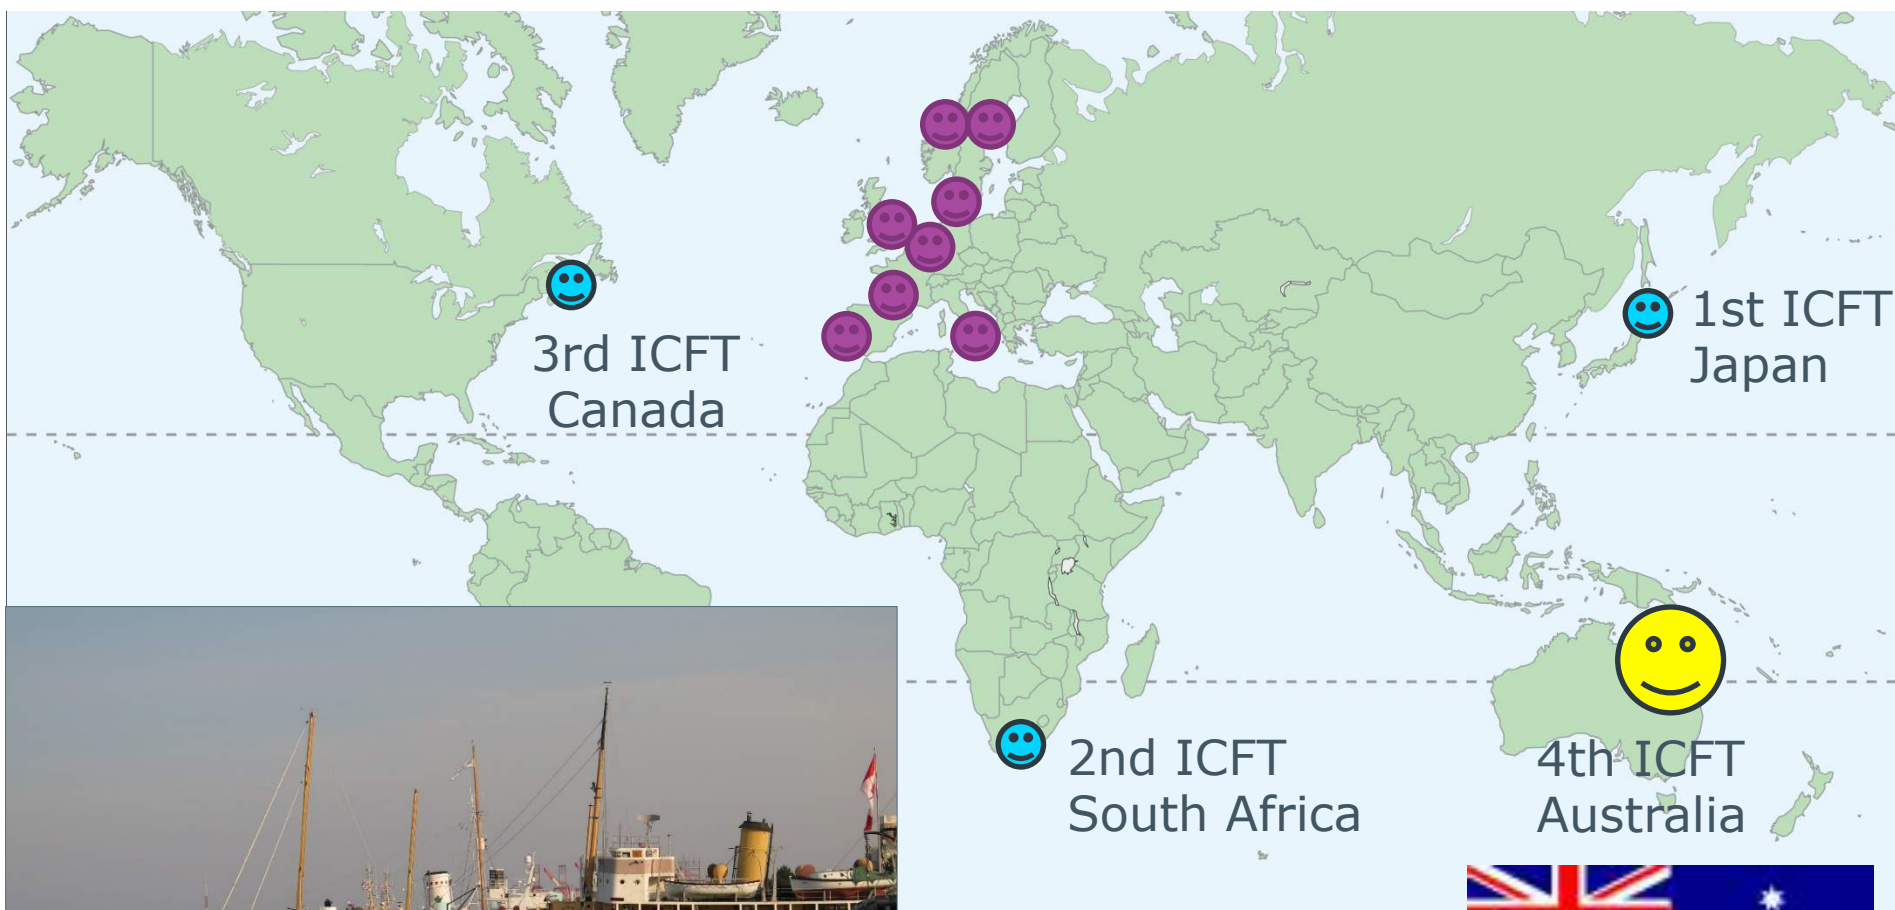 3rd ICFT
Canada
1st ICFT
Japan
2nd ICFT
South Africa
4th ICFT
Australia